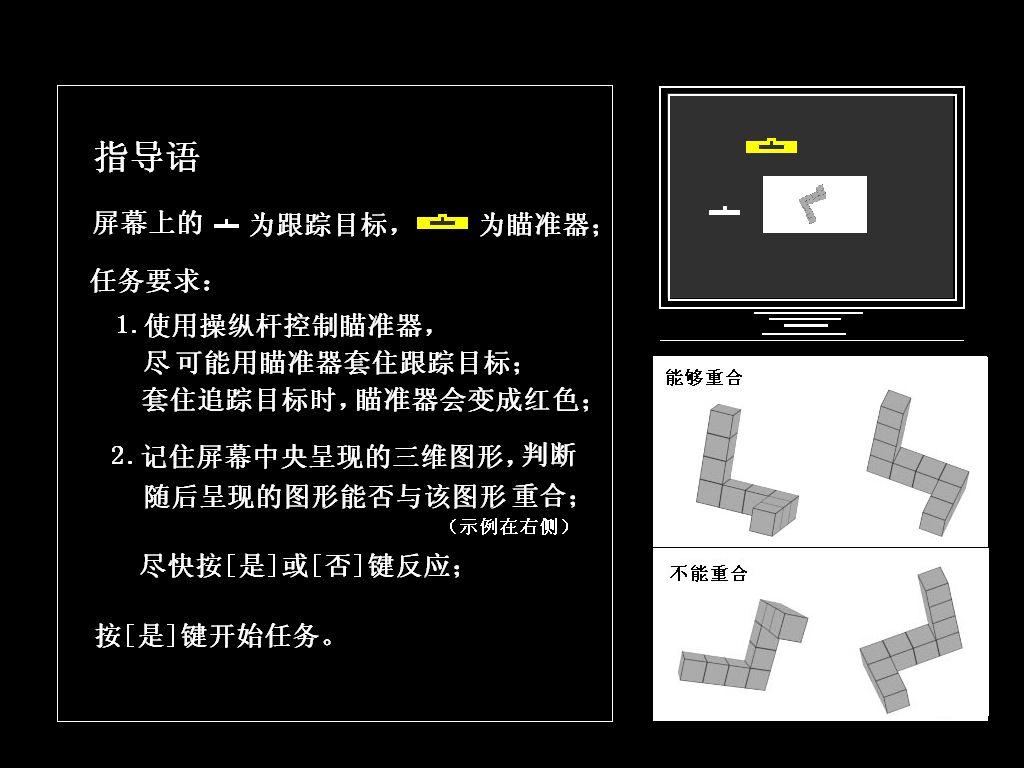 指导语
屏幕上的 为跟踪目标, 为瞄准器;
任务要求:
1.使用操纵杆控制瞄准器,
尽可能用瞄准器套住跟踪目标;
套住追踪目标时,瞄准器会变成红色;
2.记住屏幕中央呈现的三维图形,判断
随后呈现的图形能否与该图形重合;
(示例在右侧)
尽快按[是]或[否]键反应;
按[是]键开始任务。
能够重合
不能重合